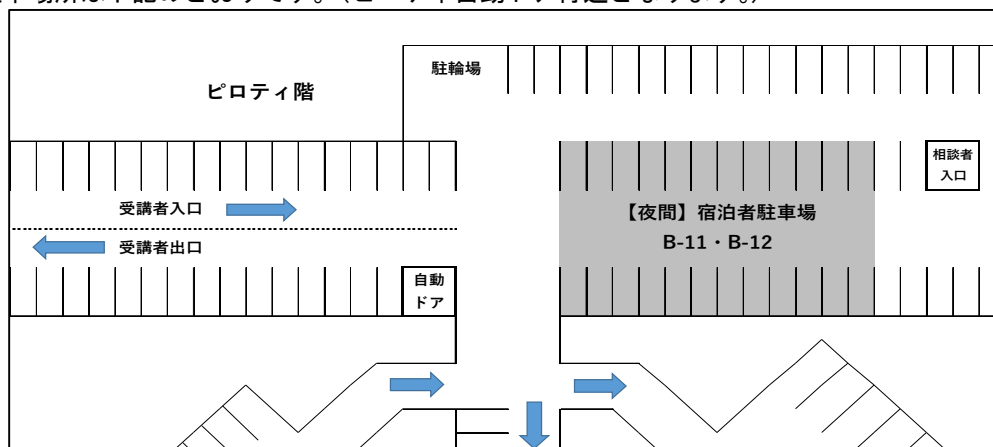 駐輪場
ピロティ階
相談者
入口
受講者入口
【夜間】宿泊者駐車場
B-11・B-12
受講者出口
自動
ドア